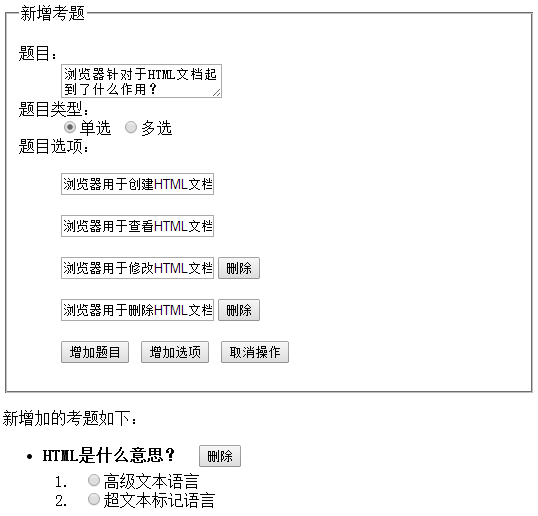 新增考题
题目：
浏览器针对于HTML文档起
到了什么作用？
题目类型：
单选 多选
题目选项：
浏览器用于创建HTML文档
浏览器用于查看HTML文档
浏览器用于修改HTML文档 删除
浏览器用于删除HTML文档 删除
增加题目 增加选项 取消操作
新增加的考题如下：
• HTML是什么意思？ 删除
1. 高级文本语言
2. 超文本标记语言